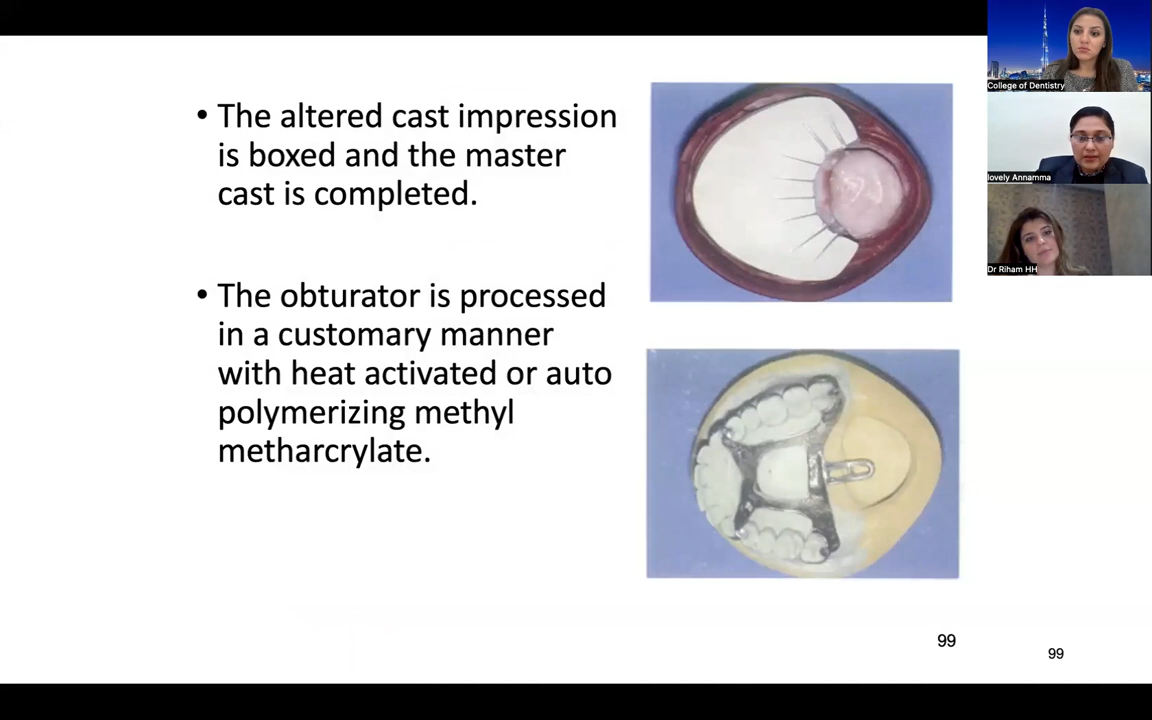 • The altered cast impression
is boxed and the master
cast is completed.
• The obturator is processed
in a customary manner
with heat activated or auto
polymerizing methyl
metharcrylate.
99
99
College of Dentistry
lovely Annamma
Dr Riham HH